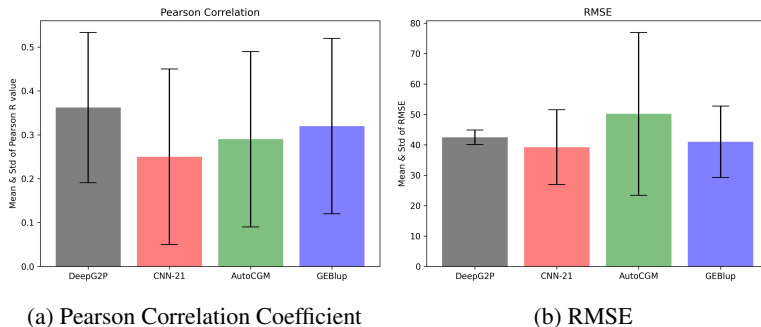 Pearson Correlation
Mean & Std of Pearson R value
0.5
0.4
0.3
0.2
0.1
0.0
DeepG2P CNN-21 AutoCGM GEBlup
(a) Pearson Correlation Coefficient
RMSE
Mean & Std of RMSE
80
70
60
50
40
30
20
10
0
DeepG2P CNN-21 AutoCGM GEBlup
(b) RMSE